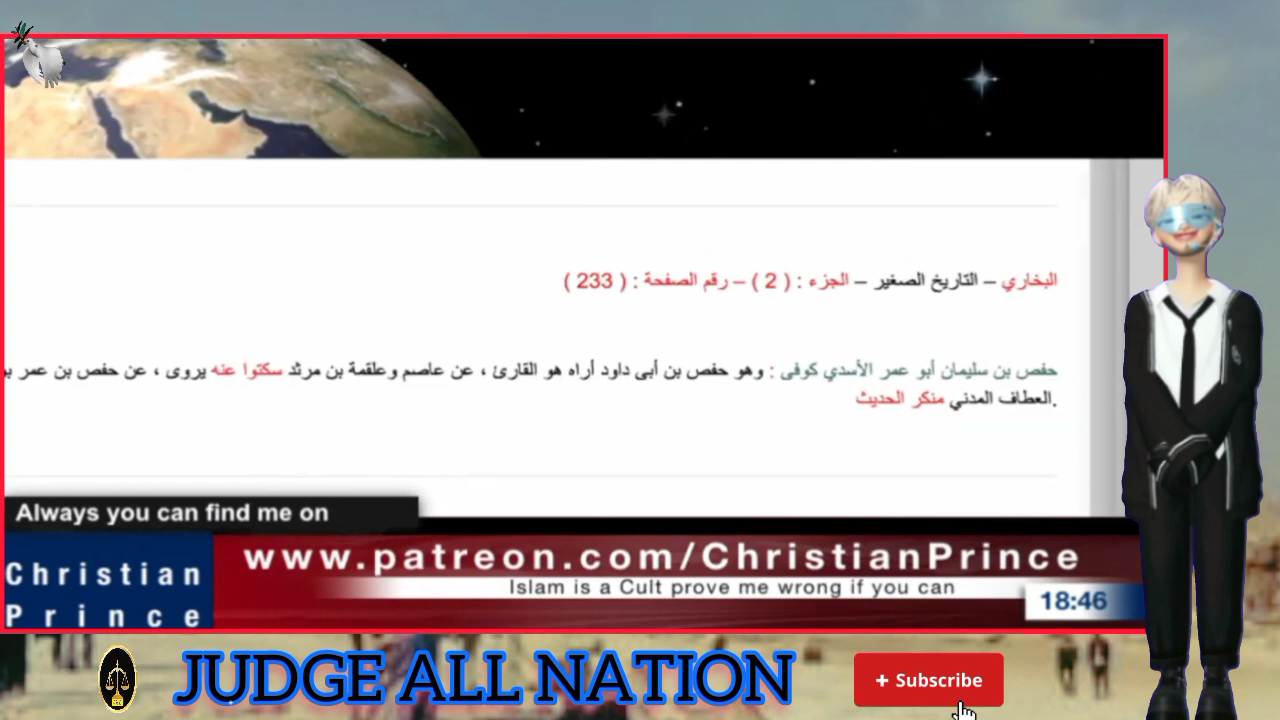 البخاري – التاريخ الصغير – الجزء : ( 2 ) – رقم الصفحة : ( 233 )
حفص بن سليمان أبو عمر الأسدي كوفى : وهو حفص بن أبى داود أراه هو القارئ ، عن عاصم وعلقمة بن مرثد سكتوا عنه يروى ، عن حفص بن عمر
العطاف المدني منكر الحديث.
Always you can find me on
www.patreon.com/ChristianPrince
Christian
Prince
Islam is a Cult prove me wrong if you can
18:46
JUDGE ALL NATION
+ Subscribe